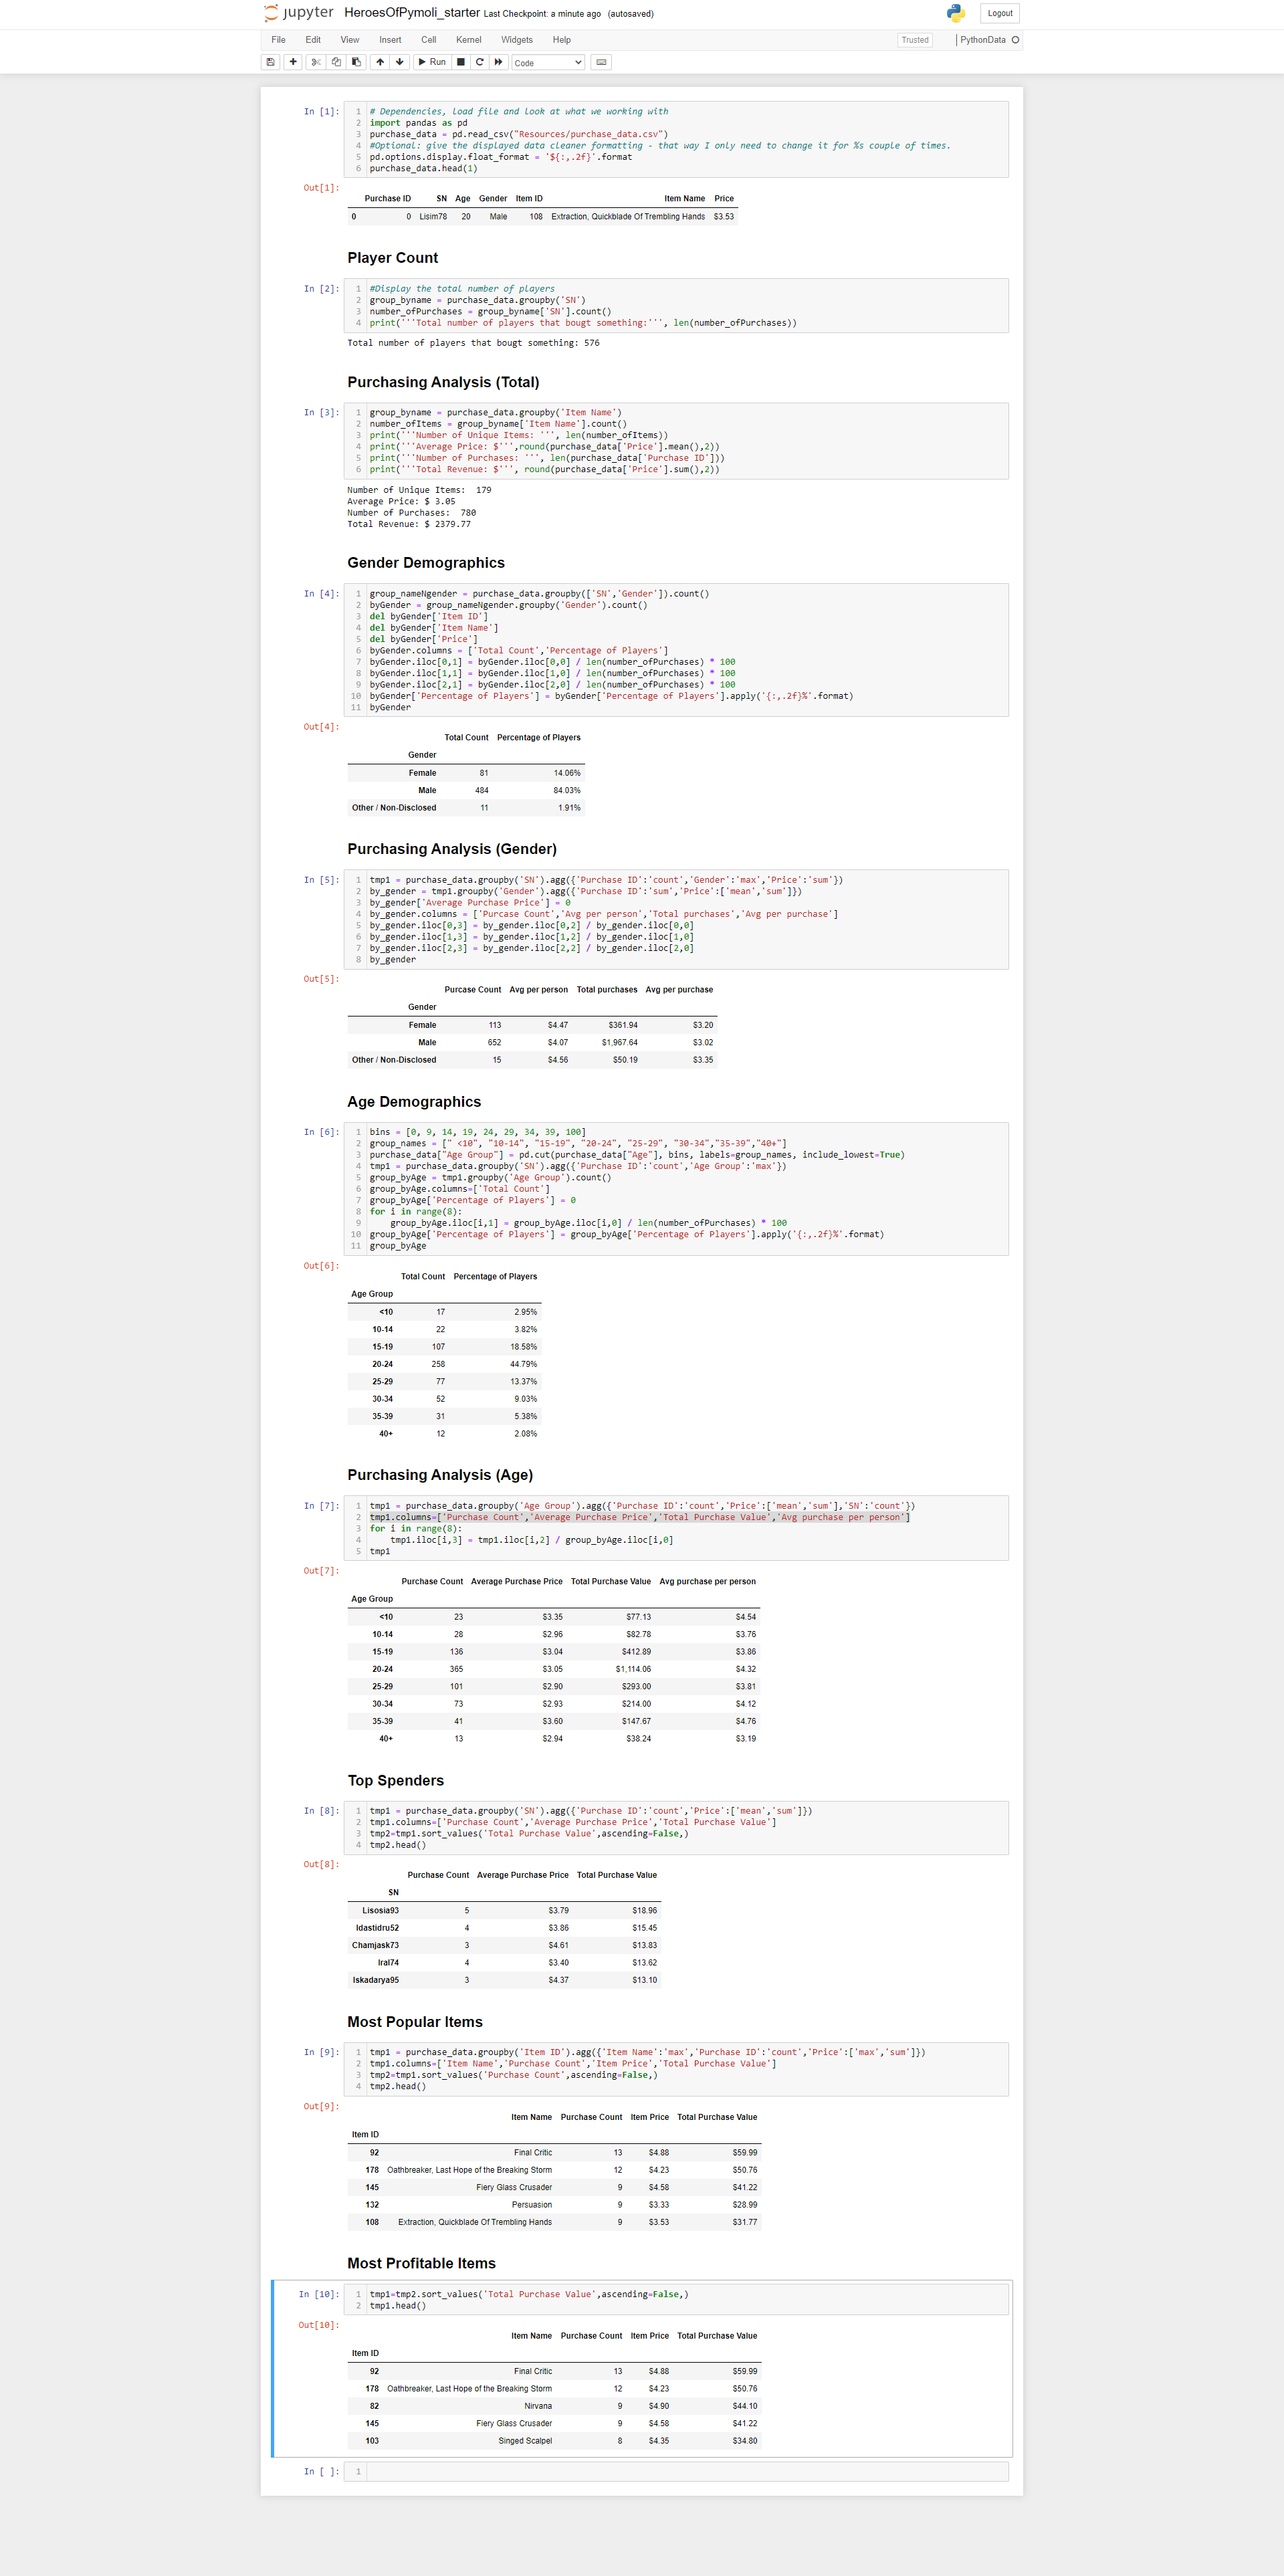 jupyter HeroesOfPymoli_starter Last Checkpoint: a minute ago (autosaved)
Logout
File Edit View Insert Cell Kernel Widgets Help
Trusted PythonData
Run Code
In [1]:
1 # Dependencies, load file and look at what we working with
2 import pandas as pd
3 purchase_data = pd.read_csv("Resources/purchase_data.csv")
4 #Optional: give the displayed data cleaner formatting - that way I only need to change it for %s couple of times.
5 pd.options.display.float_format = '${:,.2f}'.format
6 purchase_data.head(1)
Out[1]:
Purchase ID SN Age Gender Item ID Item Name Price
0 0 Lisim78 20 Male 108 Extraction, Quickblade Of Trembling Hands $3.53
Player Count
In [2]:
1 #Display the total number of players
2 group_byname = purchase_data.groupby('SN')
3 number_ofPurchases = group_byname['SN'].count()
4 print('''Total number of players that bougt something:''', len(number_ofPurchases))
Total number of players that bougt something: 576
Purchasing Analysis (Total)
In [3]:
1 group_byname = purchase_data.groupby('Item Name')
2 number_ofItems = group_byname['Item Name'].count()
3 print('''Number of Unique Items: ''', len(number_ofItems))
4 print('''Average Price: $''',round(purchase_data['Price'].mean(),2))
5 print('''Number of Purchases: ''', len(purchase_data['Purchase ID']))
6 print('''Total Revenue: $''', round(purchase_data['Price'].sum(),2))
Number of Unique Items:  179
Average Price: $ 3.05
Number of Purchases:  780
Total Revenue: $ 2379.77
Gender Demographics
In [4]:
1 group_nameNgender = purchase_data.groupby(['SN','Gender']).count()
2 byGender = group_nameNgender.groupby('Gender').count()
3 del byGender['Item ID']
4 del byGender['Item Name']
5 del byGender['Price']
6 byGender.columns = ['Total Count','Percentage of Players']
7 byGender.iloc[0,1] = byGender.iloc[0,0] / len(number_ofPurchases) * 100
8 byGender.iloc[1,1] = byGender.iloc[1,0] / len(number_ofPurchases) * 100
9 byGender.iloc[2,1] = byGender.iloc[2,0] / len(number_ofPurchases) * 100
10 byGender['Percentage of Players'] = byGender['Percentage of Players'].apply('{:,.2f}%'.format)
11 byGender
Out[4]:
Total Count Percentage of Players
Gender
Female 81 14.06%
Male 484 84.03%
Other / Non-Disclosed 11 1.91%
Purchasing Analysis (Gender)
In [5]:
1 tmp1 = purchase_data.groupby('SN').agg({'Purchase ID':'count','Gender':'max','Price':'sum'})
2 by_gender = tmp1.groupby('Gender').agg({'Purchase ID':'sum','Price':['mean','sum']})
3 by_gender['Average Purchase Price'] = 0
4 by_gender.columns = ['Purcase Count','Avg per person','Total purchases','Avg per purchase']
5 by_gender.iloc[0,3] = by_gender.iloc[0,2] / by_gender.iloc[0,0]
6 by_gender.iloc[1,3] = by_gender.iloc[1,2] / by_gender.iloc[1,0]
7 by_gender.iloc[2,3] = by_gender.iloc[2,2] / by_gender.iloc[2,0]
8 by_gender
Out[5]:
Purcase Count Avg per person Total purchases Avg per purchase
Gender
Female 113 $4.47 $361.94 $3.20
Male 652 $4.07 $1,967.64 $3.02
Other / Non-Disclosed 15 $4.56 $50.19 $3.35
Age Demographics
In [6]:
1 bins = [0, 9, 14, 19, 24, 29, 34, 39, 100]
2 group_names = [" <10", "10-14", "15-19", "20-24", "25-29", "30-34","35-39","40+"]
3 purchase_data["Age Group"] = pd.cut(purchase_data["Age"], bins, labels=group_names, include_lowest=True)
4 tmp1 = purchase_data.groupby('SN').agg({'Purchase ID':'count','Age Group':'max'})
5 group_byAge = tmp1.groupby('Age Group').count()
6 group_byAge.columns=['Total Count']
7 group_byAge['Percentage of Players'] = 0
8 for i in range(8):
9     group_byAge.iloc[i,1] = group_byAge.iloc[i,0] / len(number_ofPurchases) * 100
10 group_byAge['Percentage of Players'] = group_byAge['Percentage of Players'].apply('{:,.2f}%'.format)
11 group_byAge
Out[6]:
Total Count Percentage of Players
Age Group
<10 17 2.95%
10-14 22 3.82%
15-19 107 18.58%
20-24 258 44.79%
25-29 77 13.37%
30-34 52 9.03%
35-39 31 5.38%
40+ 12 2.08%
Purchasing Analysis (Age)
In [7]:
1 tmp1 = purchase_data.groupby('Age Group').agg({'Purchase ID':'count','Price':['mean','sum'],'SN':'count'})
2 tmp1.columns=['Purchase Count','Average Purchase Price','Total Purchase Value','Avg purchase per person']
3 for i in range(8):
4     tmp1.iloc[i,3] = tmp1.iloc[i,2] / group_byAge.iloc[i,0]
5 tmp1
Out[7]:
Purchase Count Average Purchase Price Total Purchase Value Avg purchase per person
Age Group
<10 23 $3.35 $77.13 $4.54
10-14 28 $2.96 $82.78 $3.76
15-19 136 $3.04 $412.89 $3.86
20-24 365 $3.05 $1,114.06 $4.32
25-29 101 $2.90 $293.00 $3.81
30-34 73 $2.93 $214.00 $4.12
35-39 41 $3.60 $147.67 $4.76
40+ 13 $2.94 $38.24 $3.19
Top Spenders
In [8]:
1 tmp1 = purchase_data.groupby('SN').agg({'Purchase ID':'count','Price':['mean','sum']})
2 tmp1.columns=['Purchase Count','Average Purchase Price','Total Purchase Value']
3 tmp2=tmp1.sort_values('Total Purchase Value',ascending=False,)
4 tmp2.head()
Out[8]:
Purchase Count Average Purchase Price Total Purchase Value
SN
Lisosia93 5 $3.79 $18.96
Idastidru52 4 $3.86 $15.45
Chamjask73 3 $4.61 $13.83
Iral74 4 $3.40 $13.62
Iskadarya95 3 $4.37 $13.10
Most Popular Items
In [9]:
1 tmp1 = purchase_data.groupby('Item ID').agg({'Item Name':'max','Purchase ID':'count','Price':['max','sum']})
2 tmp1.columns=['Item Name','Purchase Count','Item Price','Total Purchase Value']
3 tmp2=tmp1.sort_values('Purchase Count',ascending=False,)
4 tmp2.head()
Out[9]:
Item Name Purchase Count Item Price Total Purchase Value
Item ID
92 Final Critic 13 $4.88 $59.99
178 Oathbreaker, Last Hope of the Breaking Storm 12 $4.23 $50.76
145 Fiery Glass Crusader 9 $4.58 $41.22
132 Persuasion 9 $3.33 $28.99
108 Extraction, Quickblade Of Trembling Hands 9 $3.53 $31.77
Most Profitable Items
In [10]:
1 tmp1=tmp2.sort_values('Total Purchase Value',ascending=False,)
2 tmp1.head()
Out[10]:
Item Name Purchase Count Item Price Total Purchase Value
Item ID
92 Final Critic 13 $4.88 $59.99
178 Oathbreaker, Last Hope of the Breaking Storm 12 $4.23 $50.76
82 Nirvana 9 $4.90 $44.10
145 Fiery Glass Crusader 9 $4.58 $41.22
103 Singed Scalpel 8 $4.35 $34.80
In [ ]:
1